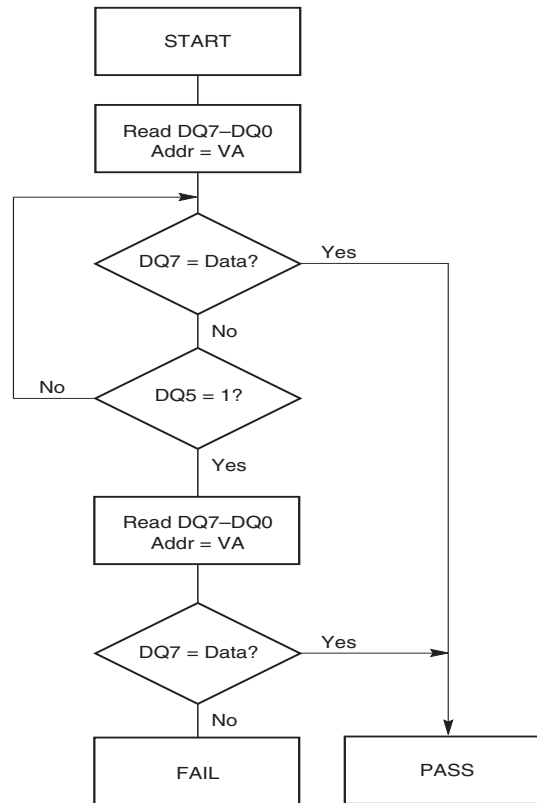 START
Read DQ7–DQ0
Addr = VA
DQ7 = Data?
Yes
No
DQ5 = 1?
No
Yes
Read DQ7–DQ0
Addr = VA
DQ7 = Data?
Yes
No
FAIL
PASS